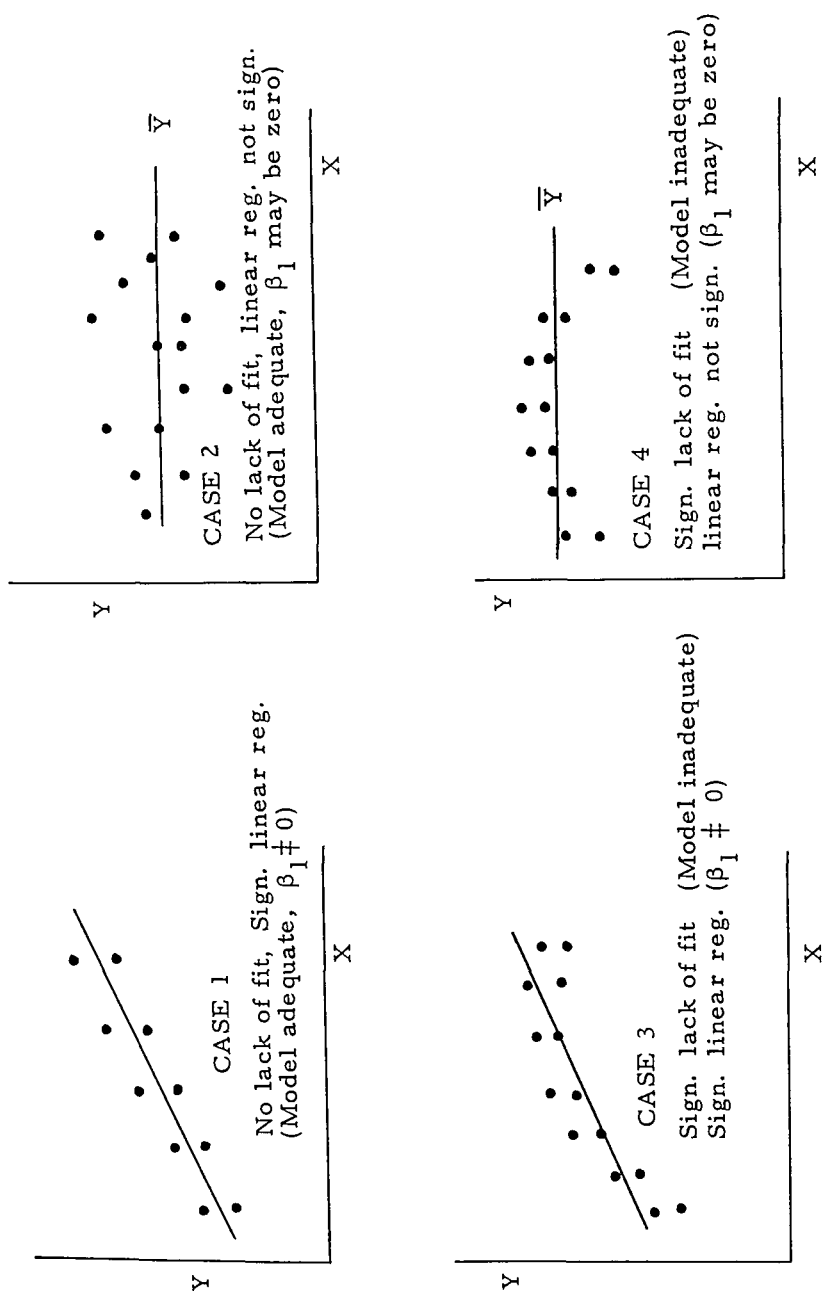 Y
CASE 1
No lack of fit, Sign. linear reg.
(Model adequate, β1 ≠ 0)
X
Y
Y̅
CASE 2
No lack of fit, linear reg. not sign.
(Model adequate, β1 may be zero)
X
Y
CASE 3
Sign. lack of fit (Model inadequate)
Sign. linear reg. (β1 ≠ 0)
X
Y
Y̅
CASE 4
Sign. lack of fit (Model inadequate)
linear reg. not sign. (β1 may be zero)
X